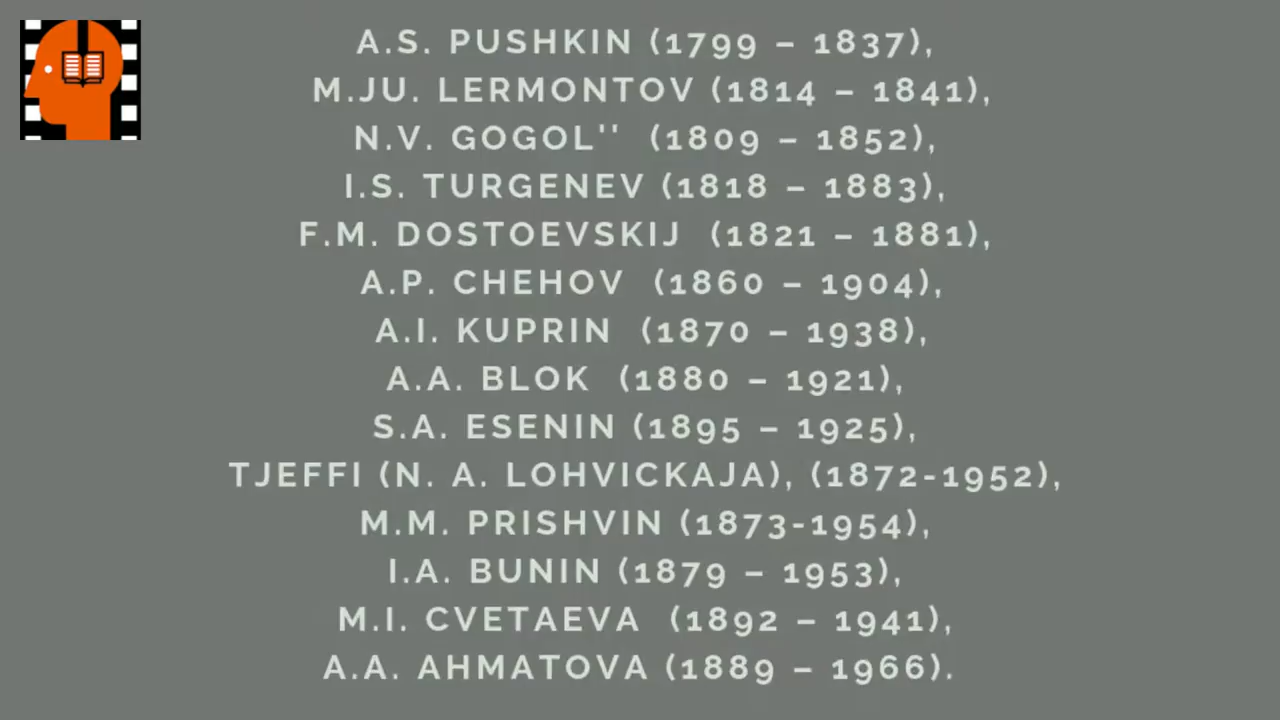 A.S. PUSHKIN (1799 – 1837),
M.JU. LERMONTOV (1814 – 1841),
N.V. GOGOL'' (1809 – 1852),
I.S. TURGENEV (1818 – 1883),
F.M. DOSTOEVSKIJ (1821 – 1881),
A.P. CHEHOV (1860 – 1904),
A.I. KUPRIN (1870 – 1938),
A.A. BLOK (1880 – 1921),
S.A. ESENIN (1895 – 1925),
TJEFFI (N. A. LOHVICKAJA), (1872-1952),
M.M. PRISHVIN (1873-1954),
I.A. BUNIN (1879 – 1953),
M.I. CVETAEVA (1892 – 1941),
A.A. AHMATOVA (1889 – 1966).